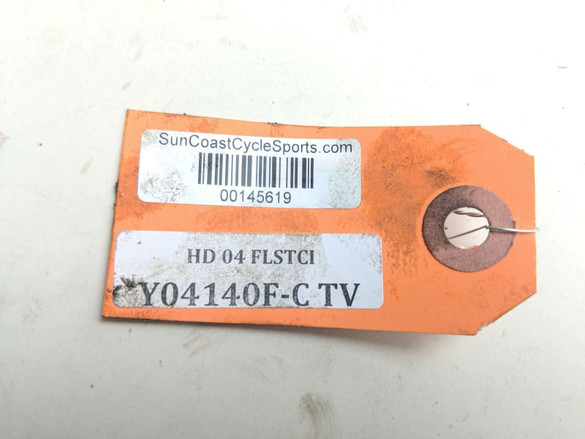 SunCoastCycleSports.com
00145619
HD 04 FLSTCI
Y04140F-C TV